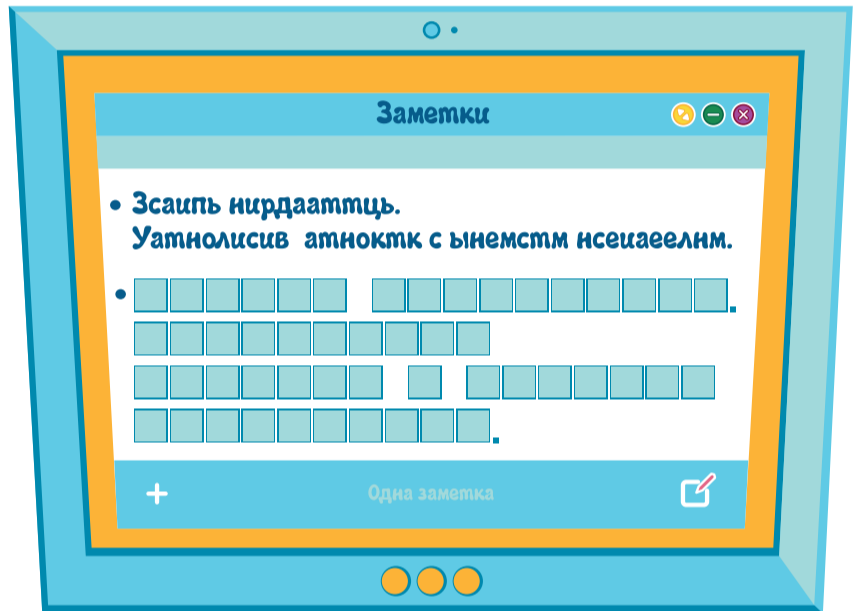 Заметки
• Зсаипь нирдааттць.
Уатнолисив атноктк с ынемстм нсеиаеелнм.
Одна заметка